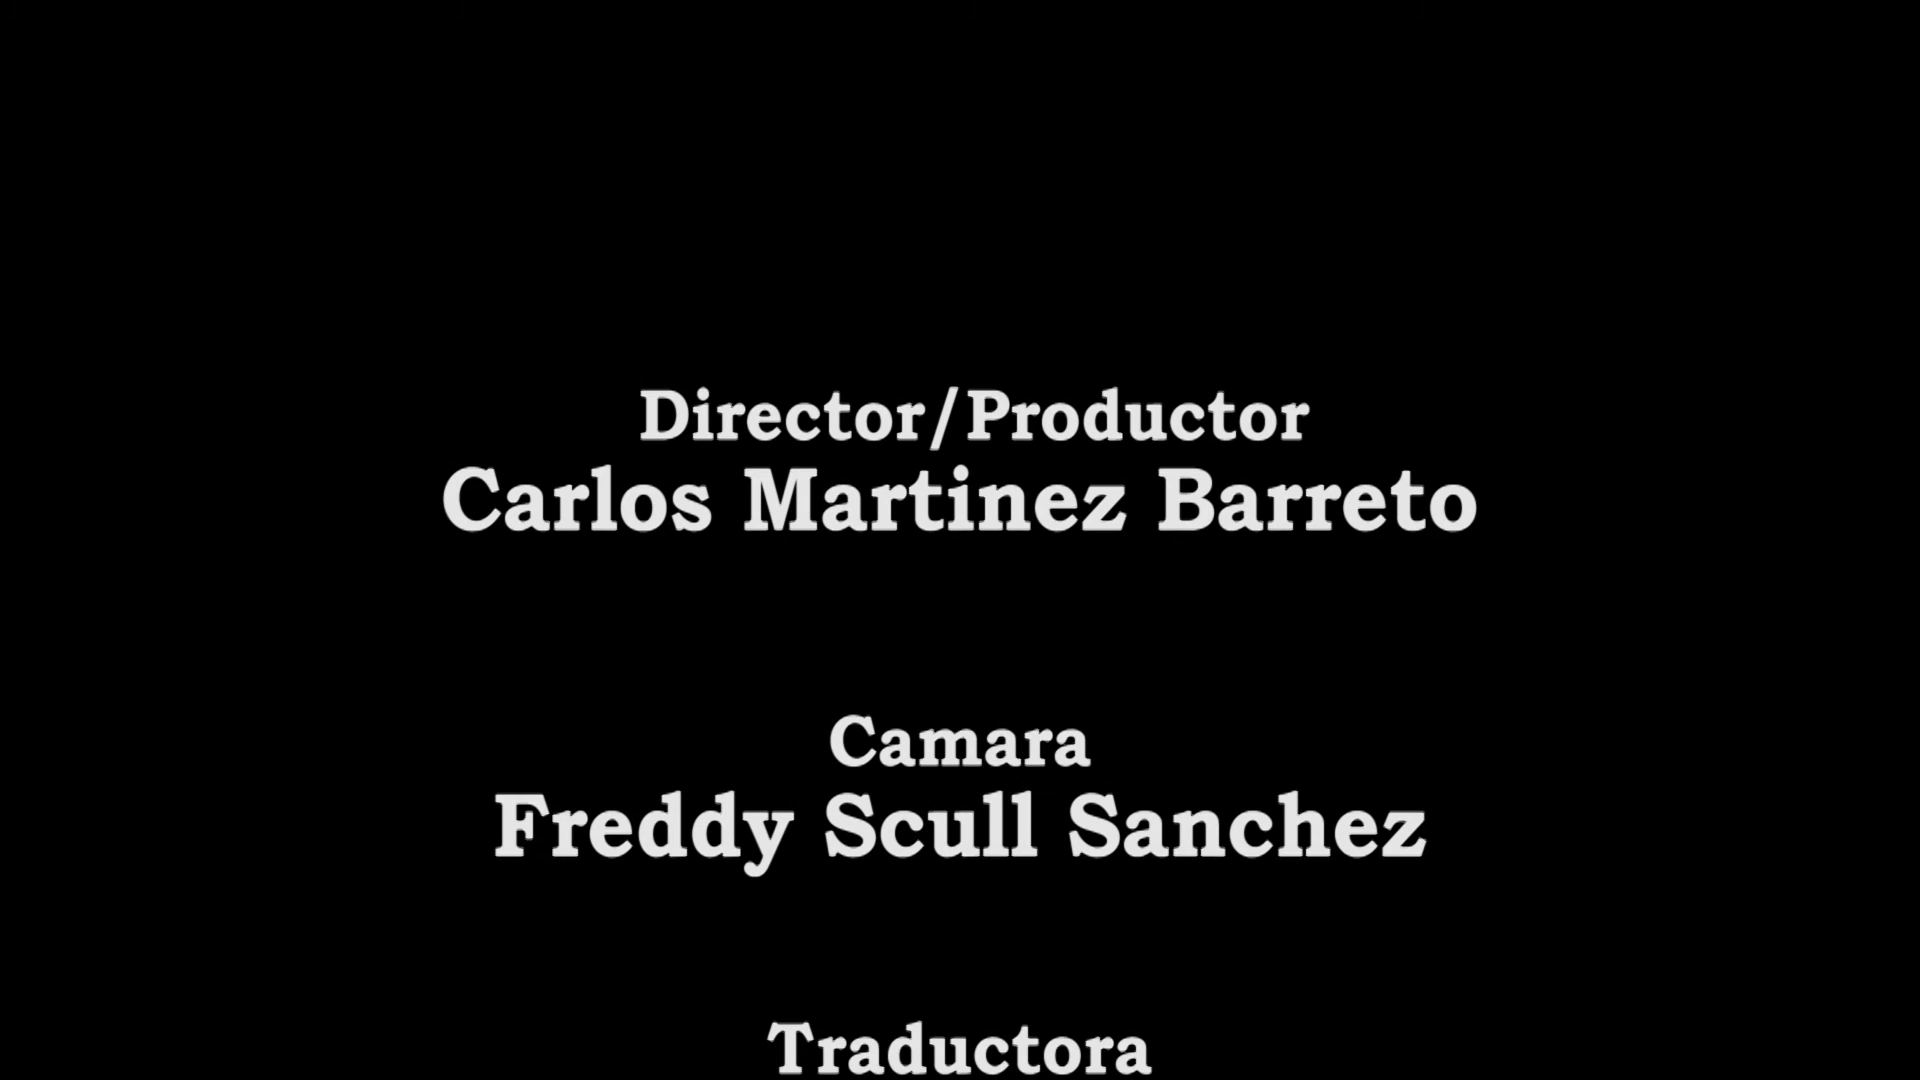 Director/Productor
Carlos Martinez Barreto
Camara
Freddy Scull Sanchez
Traductora